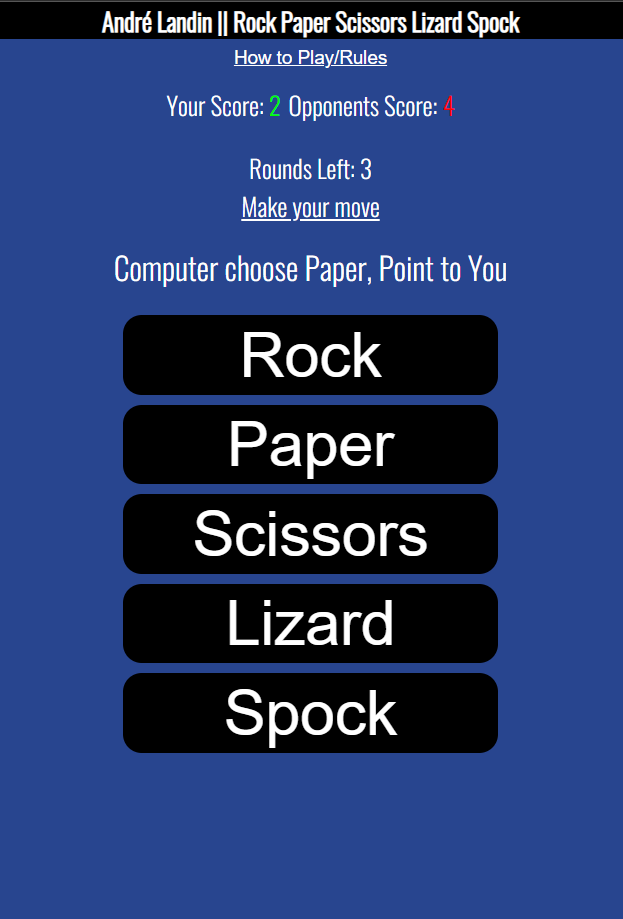 André Landin || Rock Paper Scissors Lizard Spock
How to Play/Rules
Your Score: 2 Opponents Score: 4
Rounds Left: 3
Make your move
Computer choose Paper, Point to You
Rock
Paper
Scissors
Lizard
Spock